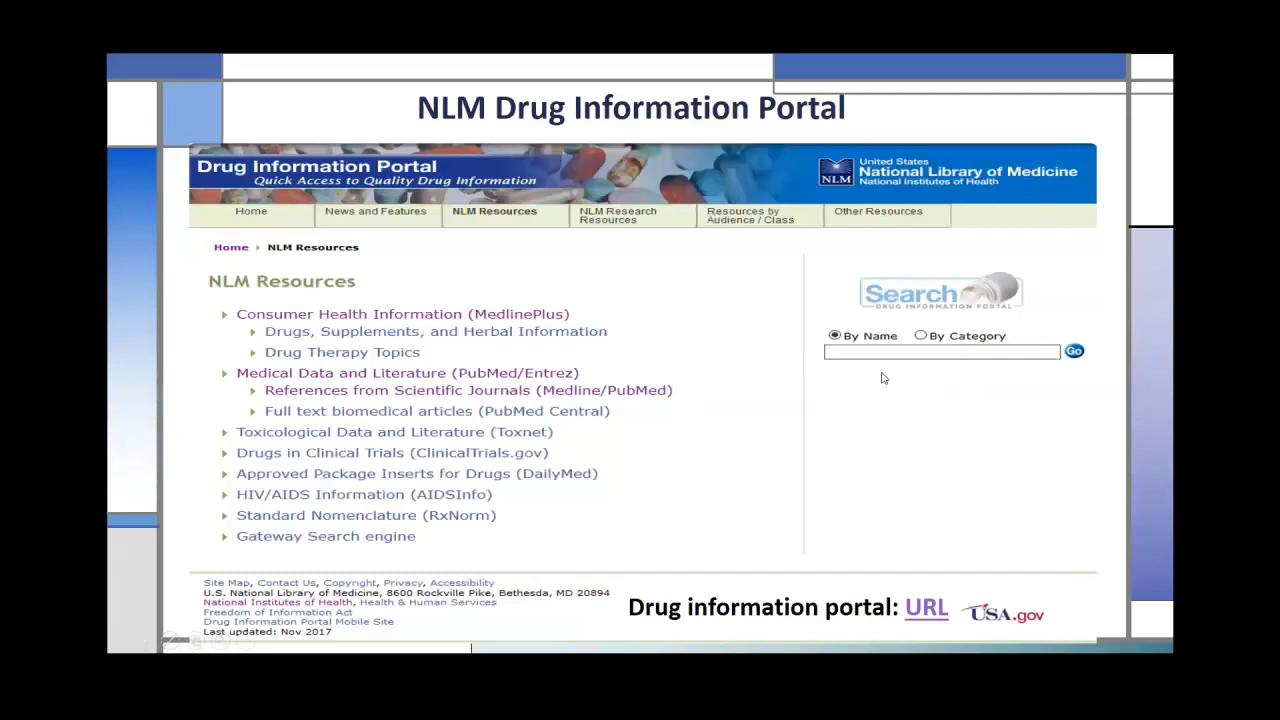 NLM Drug Information Portal
Drug Information Portal
Quick Access to Quality Drug Information
NLM
United States
National Library of Medicine
National Institutes of Health
Home
News and Features
NLM Resources
NLM Research Resources
Resources by Audience / Class
Other Resources
Home NLM Resources
NLM Resources
Consumer Health Information (MedlinePlus)
Drugs, Supplements, and Herbal Information
Drug Therapy Topics
Medical Data and Literature (PubMed/Entrez)
References from Scientific Journals (Medline/PubMed)
Full text biomedical articles (PubMed Central)
Toxicological Data and Literature (Toxnet)
Drugs in Clinical Trials (ClinicalTrials.gov)
Approved Package Inserts for Drugs (DailyMed)
HIV/AIDS Information (AIDSInfo)
Standard Nomenclature (RxNorm)
Gateway Search engine
Search
DRUG INFORMATION PORTAL
By Name By Category
Go
Site Map, Contact Us, Copyright, Privacy, Accessibility
U.S. National Library of Medicine, 8600 Rockville Pike, Bethesda, MD 20894
National Institutes of Health, Health & Human Services
Freedom of Information Act
Drug Information Portal Mobile Site
Last updated: Nov 2017
Drug information portal: URL
USA.gov